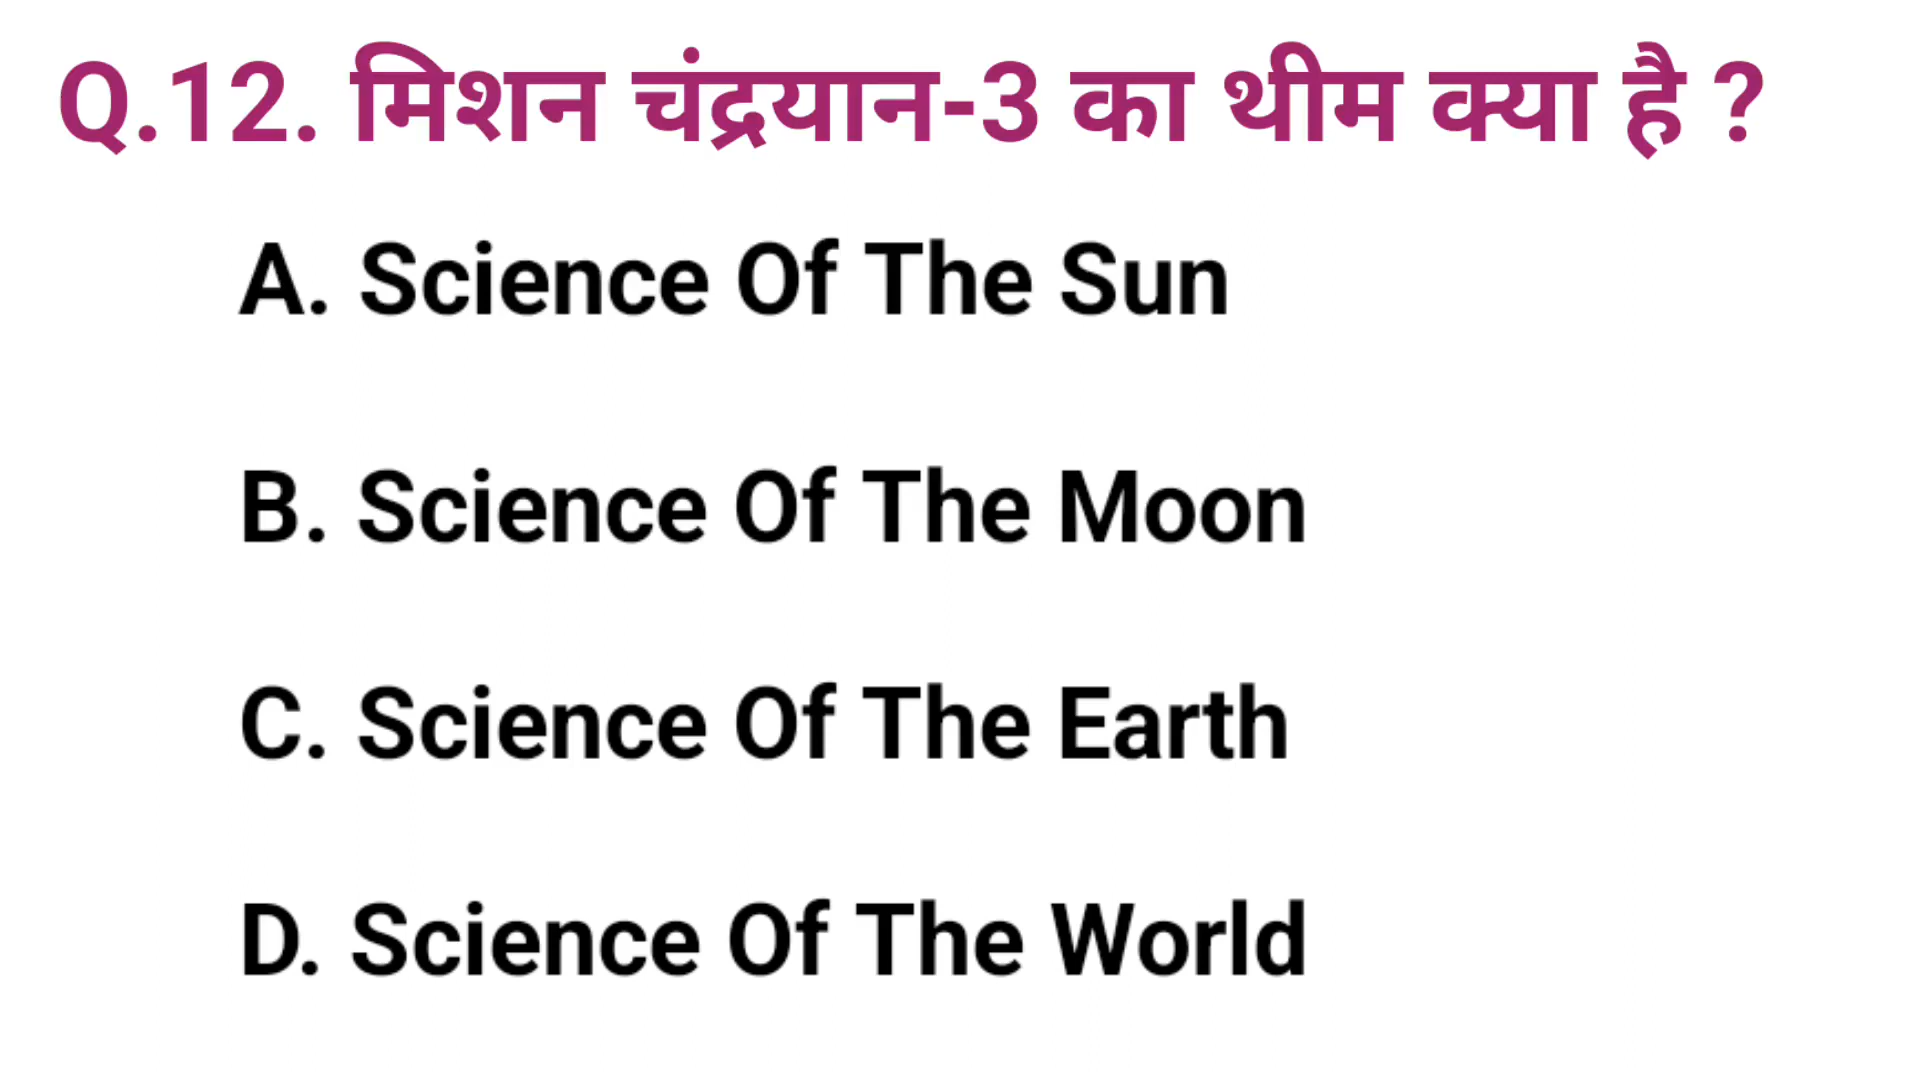 Q.12. मिशन चंद्रयान-3 का थीम क्या है ?
A. Science Of The Sun
B. Science Of The Moon
C. Science Of The Earth
D. Science Of The World